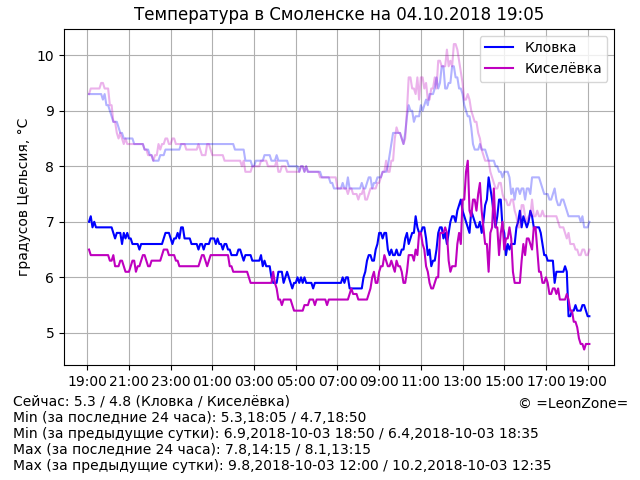 Температура в Смоленске на 04.10.2018 19:05
Кловка
Киселёвка
градусов Цельсия, °C
10
9
8
7
6
5
19:00 21:00 23:00 01:00 03:00 05:00 07:00 09:00 11:00 13:00 15:00 17:00 19:00
Сейчас: 5.3 / 4.8 (Кловка / Киселёвка)
© =LeonZone=
Min (за последние 24 часа): 5.3,18:05 / 4.7,18:50
Min (за предыдущие сутки): 6.9,2018-10-03 18:50 / 6.4,2018-10-03 18:35
Max (за последние 24 часа): 7.8,14:15 / 8.1,13:15
Max (за предыдущие сутки): 9.8,2018-10-03 12:00 / 10.2,2018-10-03 12:35